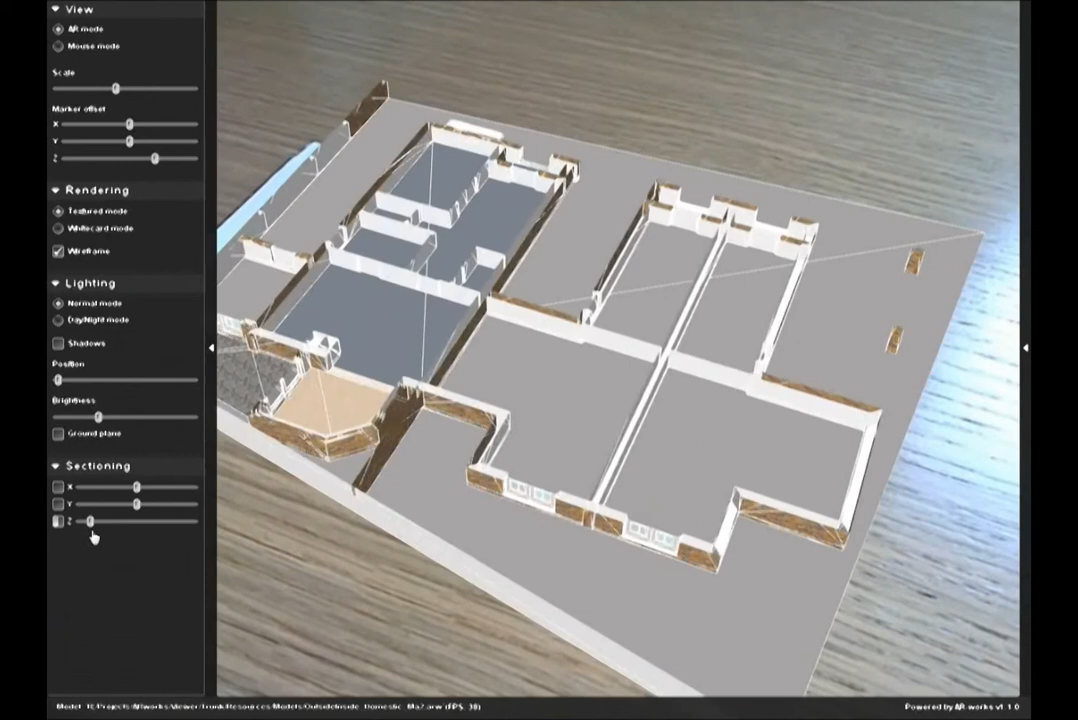 View
AR mode
Mouse mode
Scale
Marker offset
X
Y
Z
Rendering
Textured mode
Whitecard mode
Wireframe
Lighting
Normal mode
Day/Night mode
Shadows
Position
Brightness
Ground plane
Sectioning
X
Y
Z
Powered by AR-works v1.1.0